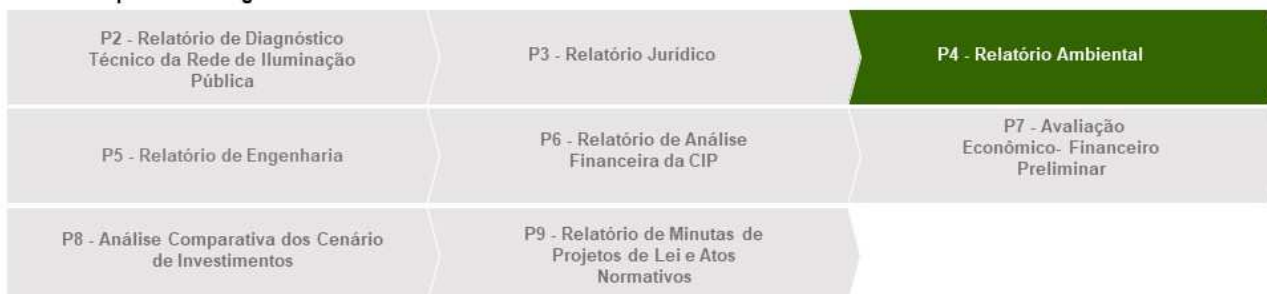 P2 - Relatório de Diagnóstico
Técnico da Rede de Iluminação
Pública
P3 - Relatório Jurídico
P4 - Relatório Ambiental
P5 - Relatório de Engenharia
P6 - Relatório de Análise
Financeira da CIP
P7 - Avaliação
Econômico- Financeiro
Preliminar
P8 - Análise Comparativa dos Cenário
de Investimentos
P9 - Relatório de Minutas de
Projetos de Lei e Atos
Normativos